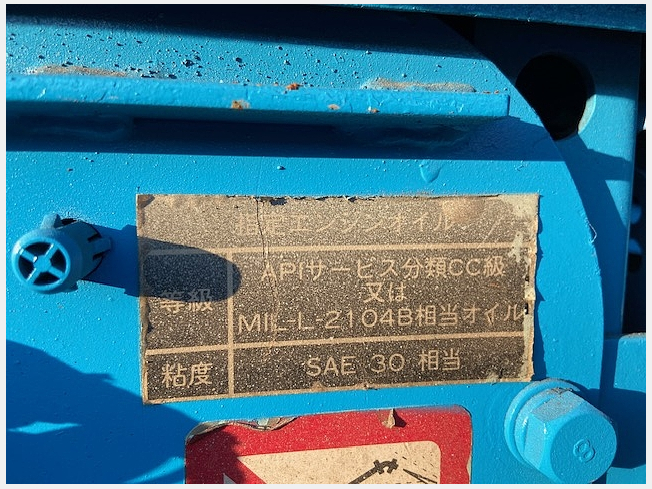 指定エンジンオイル
等級
APIサービス分類CC級
又は
MIL-L-2104B相当オイル
粘度
SAE 30 相当
8